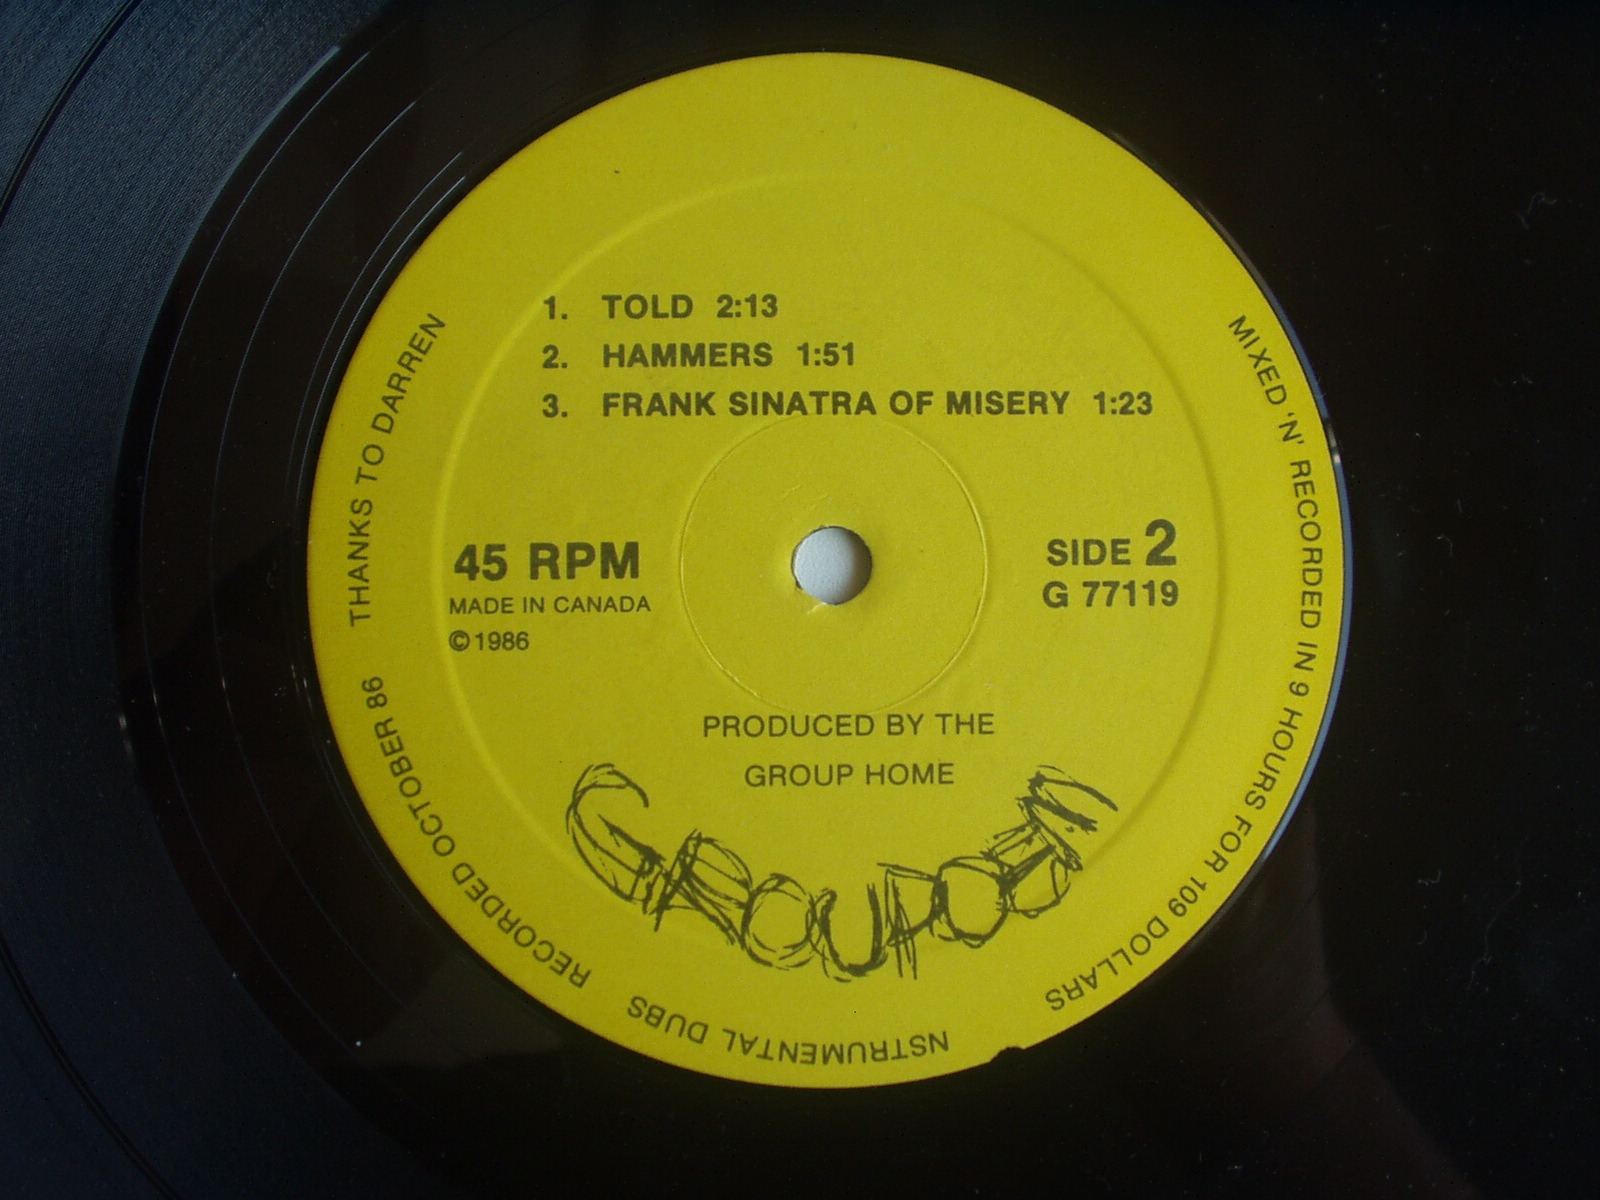 1. TOLD 2:13
2. HAMMERS 1:51
3. FRANK SINATRA OF MISERY 1:23
45 RPM
MADE IN CANADA
©1986
SIDE 2
G 77119
PRODUCED BY THE
GROUP HOME
GROUPOEM
MIXED 'N' RECORDED IN 9 HOURS FOR 109 DOLLARS
NSTRUMENTAL DUBS
RECORDED OCTOBER 86
THANKS TO DARREN